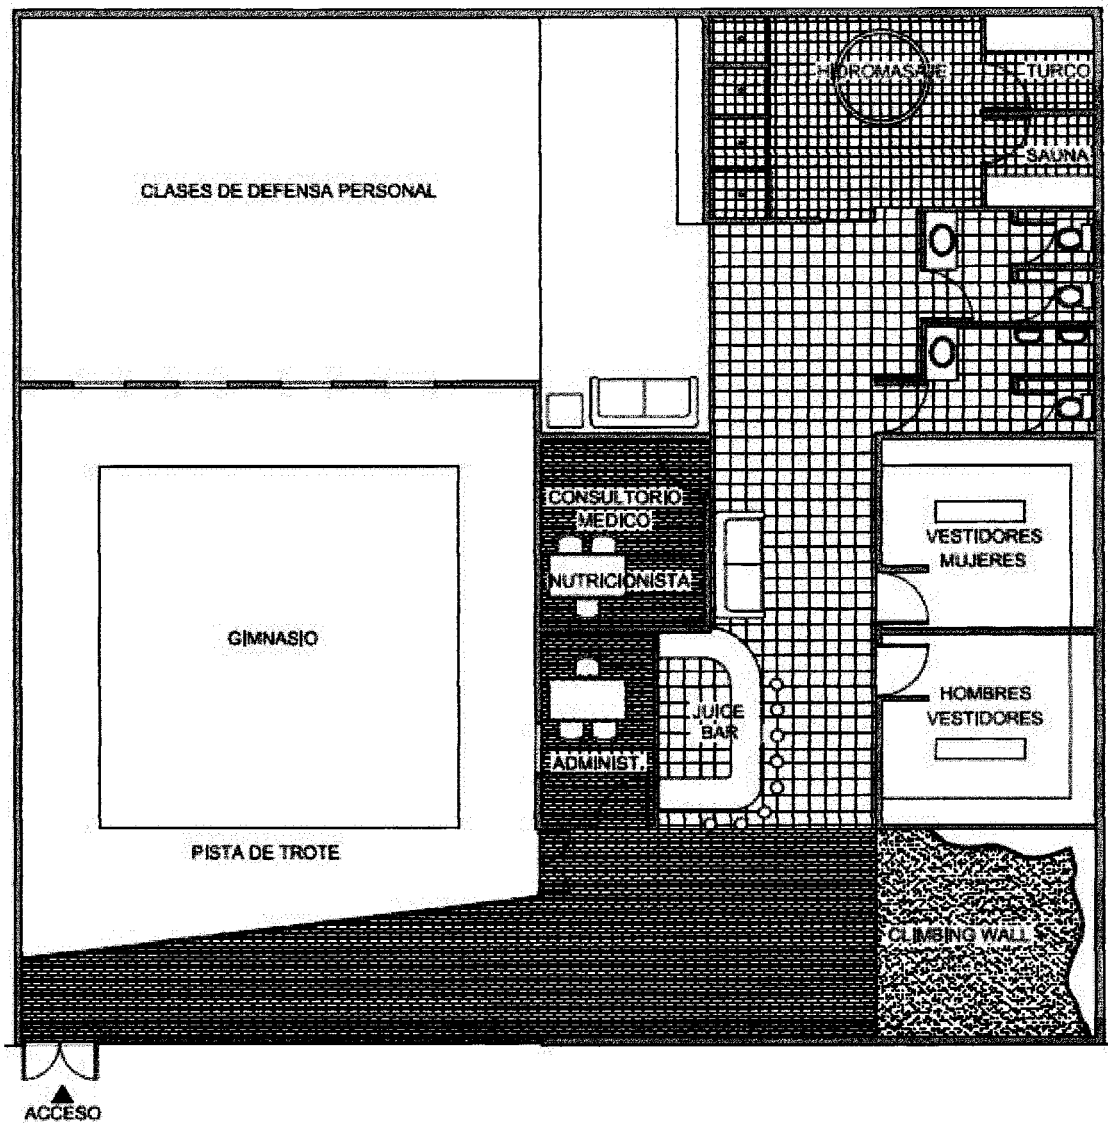 HIDROMASAJE
TURCO
SAUNA
CLASES DE DEFENSA PERSONAL
CONSULTORIO
MEDICO
NUTRICIONISTA
VESTIDORES
MUJERES
GIMNASIO
HOMBRES
VESTIDORES
JUICE
BAR
ADMINIST.
PISTA DE TROTE
CLIMBING WALL
ACCESO